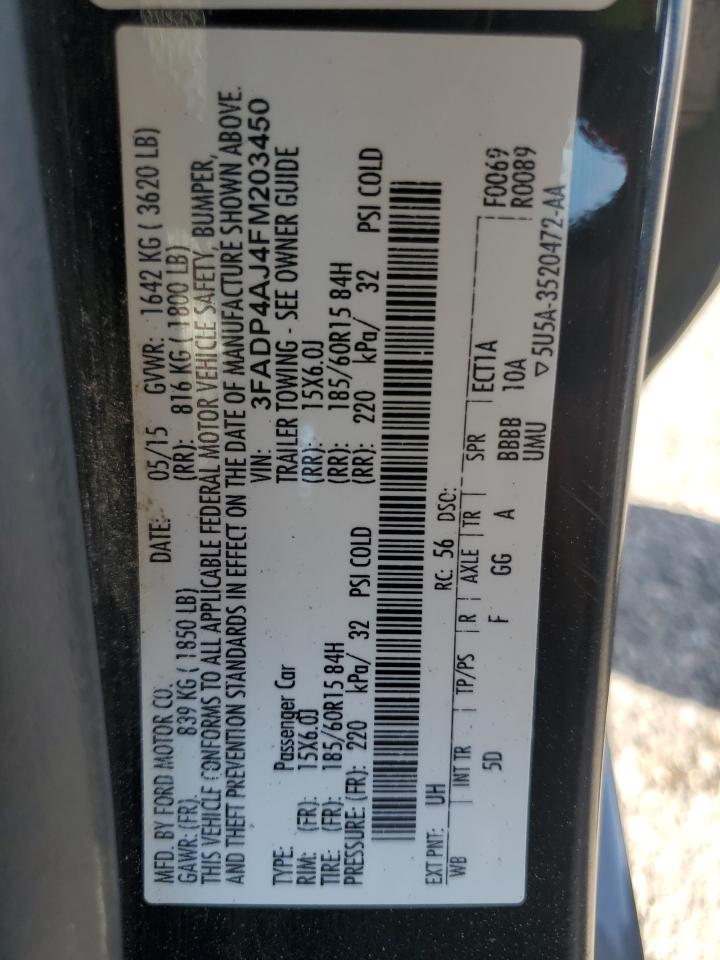 MFD. BY FORD MOTOR CO. DATE: 05/15 GVWR: 1642 KG ( 3620 LB)
GAWR: (FR). 839 KG ( 1850 LB) (RR): 816 KG ( 1800 LB)
THIS VEHICLE CONFORMS TO ALL APPLICABLE FEDERAL MOTOR VEHICLE SAFETY, BUMPER,
AND THEFT PREVENTION STANDARDS IN EFFECT ON THE DATE OF MANUFACTURE SHOWN ABOVE.
VIN: 3FADP4AJ4FM203450
TYPE: Passenger Car TRAILER TOWING - SEE OWNER GUIDE
RIM: (FR): 15X6.0J (RR): 15X6.0J
TIRE: (FR): 185/60R15 84H (RR): 185/60R15 84H
PRESSURE: (FR): 220 kPa/ 32 PSI COLD (RR): 220 kPa/ 32 PSI COLD
EXT PNT: UH RC: 56 DSC:
WB INT TR TP/PS R AXLE TR SPR ECT1A F0069
5D F GG A BBBB 10A R0089
UMU ▽5U5A-3520472-AA